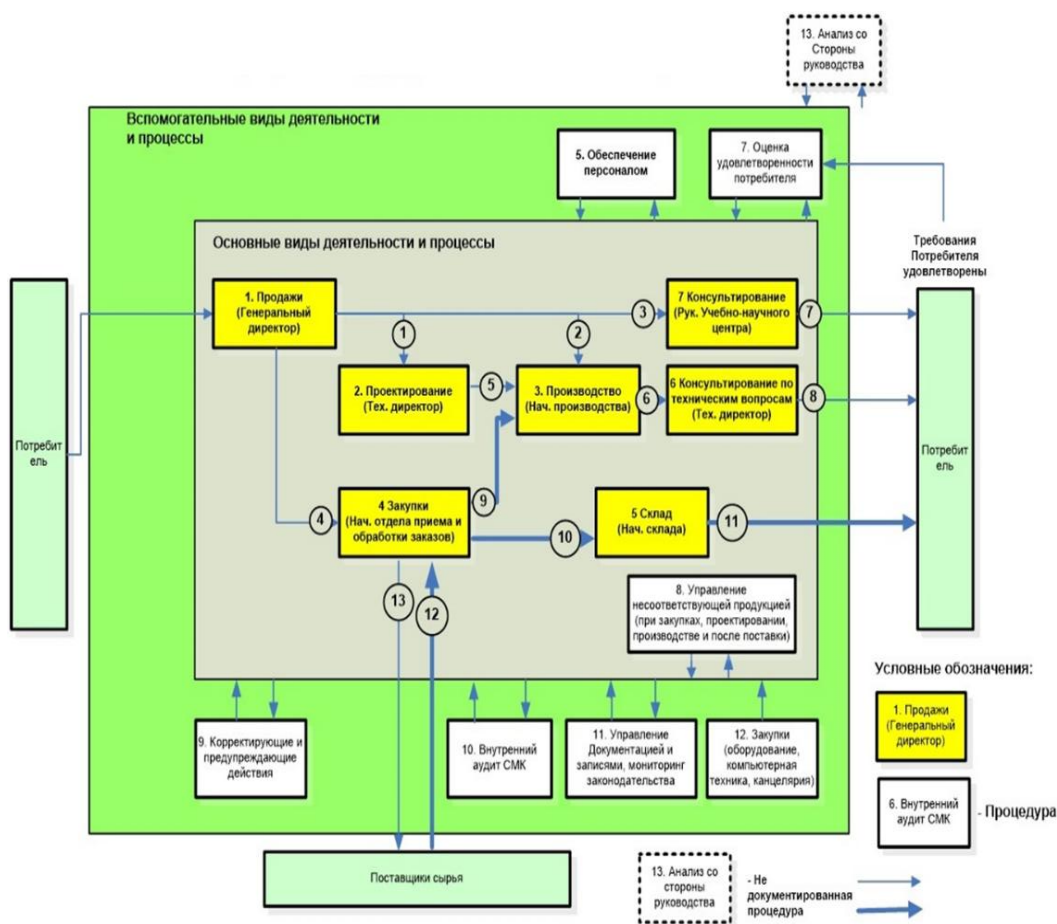 13. Анализ со
Стороны
руководства
Вспомогательные виды деятельности
и процессы
5. Обеспечение
персоналом
7. Оценка
удовлетворенности
потребителя
Основные виды деятельности и процессы
Требования
Потребителя
удовлетворены
1. Продажи
(Генеральный
директор)
3
7 Консультирование
(Рук. Учебно-научного
центра)
7
1
2
2. Проектирование
(Тех. директор)
5
3. Производство
(Нач. производства)
6
6 Консультирование по
техническим вопросам
(Тех. директор)
8
Потребит
ель
Потребит
ель
4
4 Закупки
(Нач. отдела приема и
обработки заказов)
9
10
5 Склад
(Нач. склада)
11
13
12
8. Управление
несоответствующей продукцией
(при закупках, проектировании,
производстве и после поставки)
Условные обозначения:
1. Продажи
(Генеральный
директор)
9. Корректирующие и
предупреждающие
действия
10. Внутренний
аудит СМК
11. Управление
Документацией и
записями, мониторинг
законодательства
12. Закупки
(оборудование,
компьютерная
техника, канцелярия)
6. Внутренний
аудит СМК
- Процедура
Поставщики сырья
13. Анализ со
стороны
руководства
- Не
документированная
процедура